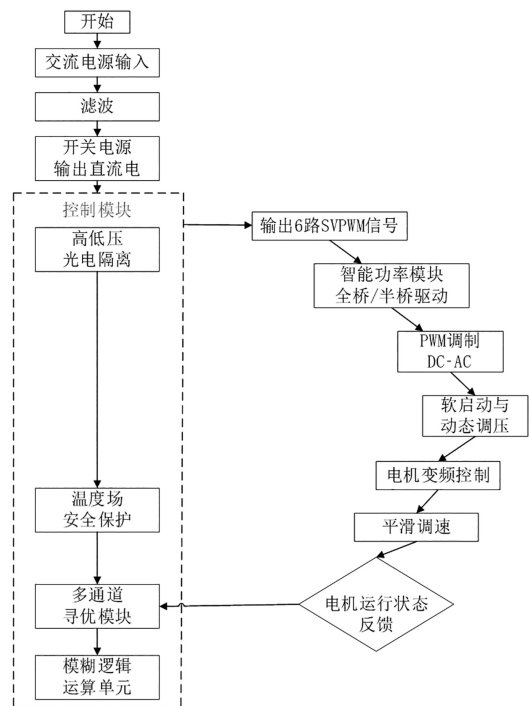 开始
交流电源输入
滤波
开关电源
输出直流电
控制模块
高低压
光电隔离
温度场
安全保护
多通道
寻优模块
模糊逻辑
运算单元
输出6路SVPWM信号
智能功率模块
全桥/半桥驱动
PWM调制
DC-AC
软启动与
动态调压
电机变频控制
平滑调速
电机运行状态
反馈